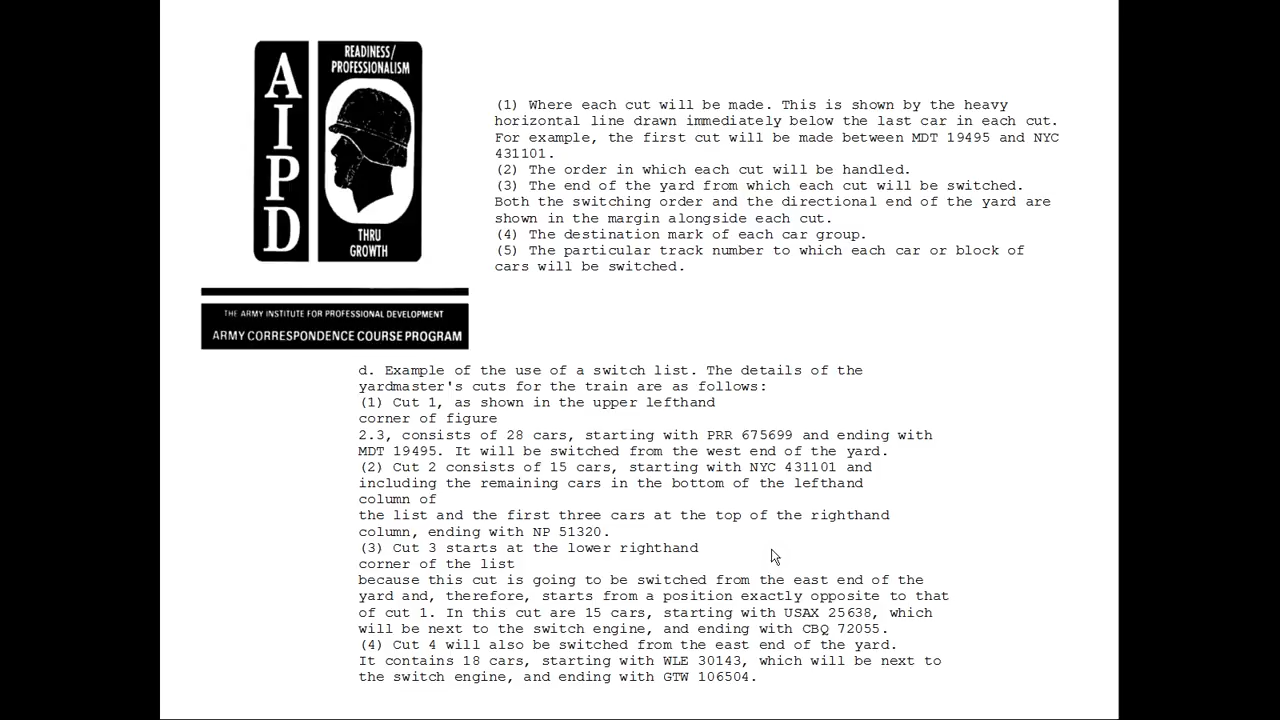 A
I
P
D
READINESS/
PROFESSIONALISM
THRU
GROWTH
THE ARMY INSTITUTE FOR PROFESSIONAL DEVELOPMENT
ARMY CORRESPONDENCE COURSE PROGRAM
(1) Where each cut will be made. This is shown by the heavy
horizontal line drawn immediately below the last car in each cut.
For example, the first cut will be made between MDT 19495 and NYC
431101.
(2) The order in which each cut will be handled.
(3) The end of the yard from which each cut will be switched.
Both the switching order and the directional end of the yard are
shown in the margin alongside each cut.
(4) The destination mark of each car group.
(5) The particular track number to which each car or block of
cars will be switched.
d. Example of the use of a switch list. The details of the
yardmaster's cuts for the train are as follows:
(1) Cut 1, as shown in the upper lefthand
corner of figure
2.3, consists of 28 cars, starting with PRR 675699 and ending with
MDT 19495. It will be switched from the west end of the yard.
(2) Cut 2 consists of 15 cars, starting with NYC 431101 and
including the remaining cars in the bottom of the lefthand
column of
the list and the first three cars at the top of the righthand
column, ending with NP 51320.
(3) Cut 3 starts at the lower righthand
corner of the list
because this cut is going to be switched from the east end of the
yard and, therefore, starts from a position exactly opposite to that
of cut 1. In this cut are 15 cars, starting with USAX 25638, which
will be next to the switch engine, and ending with CBQ 72055.
(4) Cut 4 will also be switched from the east end of the yard.
It contains 18 cars, starting with WLE 30143, which will be next to
the switch engine, and ending with GTW 106504.